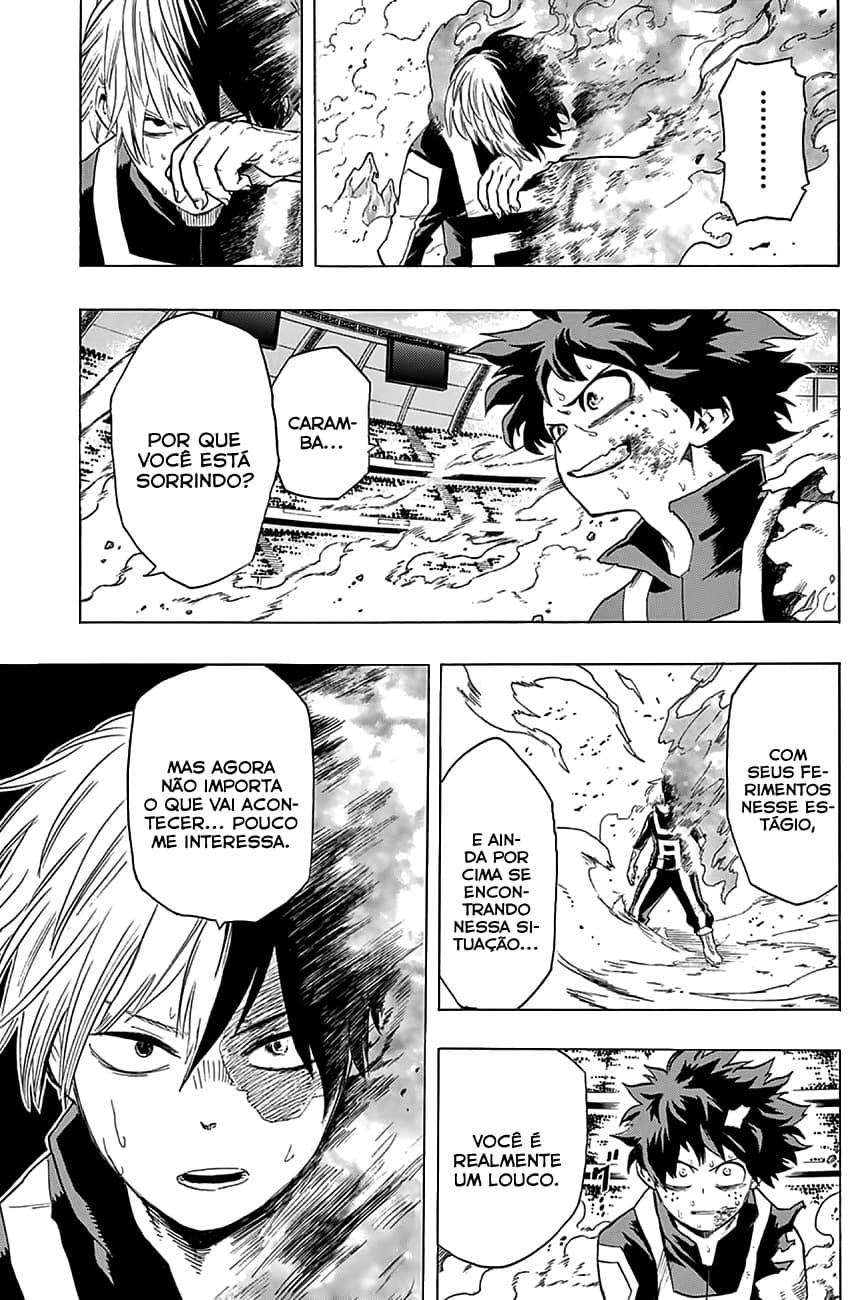 .........
CARAM-
BA...
POR QUE
VOCÊ ESTÁ
SORRINDO?
COM
SEUS FE-
RIMENTOS
NESSE ES-
TÁGIO,
E AIN-
DA POR
CIMA SE
ENCON-
TRANDO
NESSA SI-
TUAÇÃO...
VOCÊ É
REALMENTE
UM LOUCO.
MAS AGORA
NÃO IMPORTA
O QUE VAI ACON-
TECER... POUCO
ME INTERESSA.